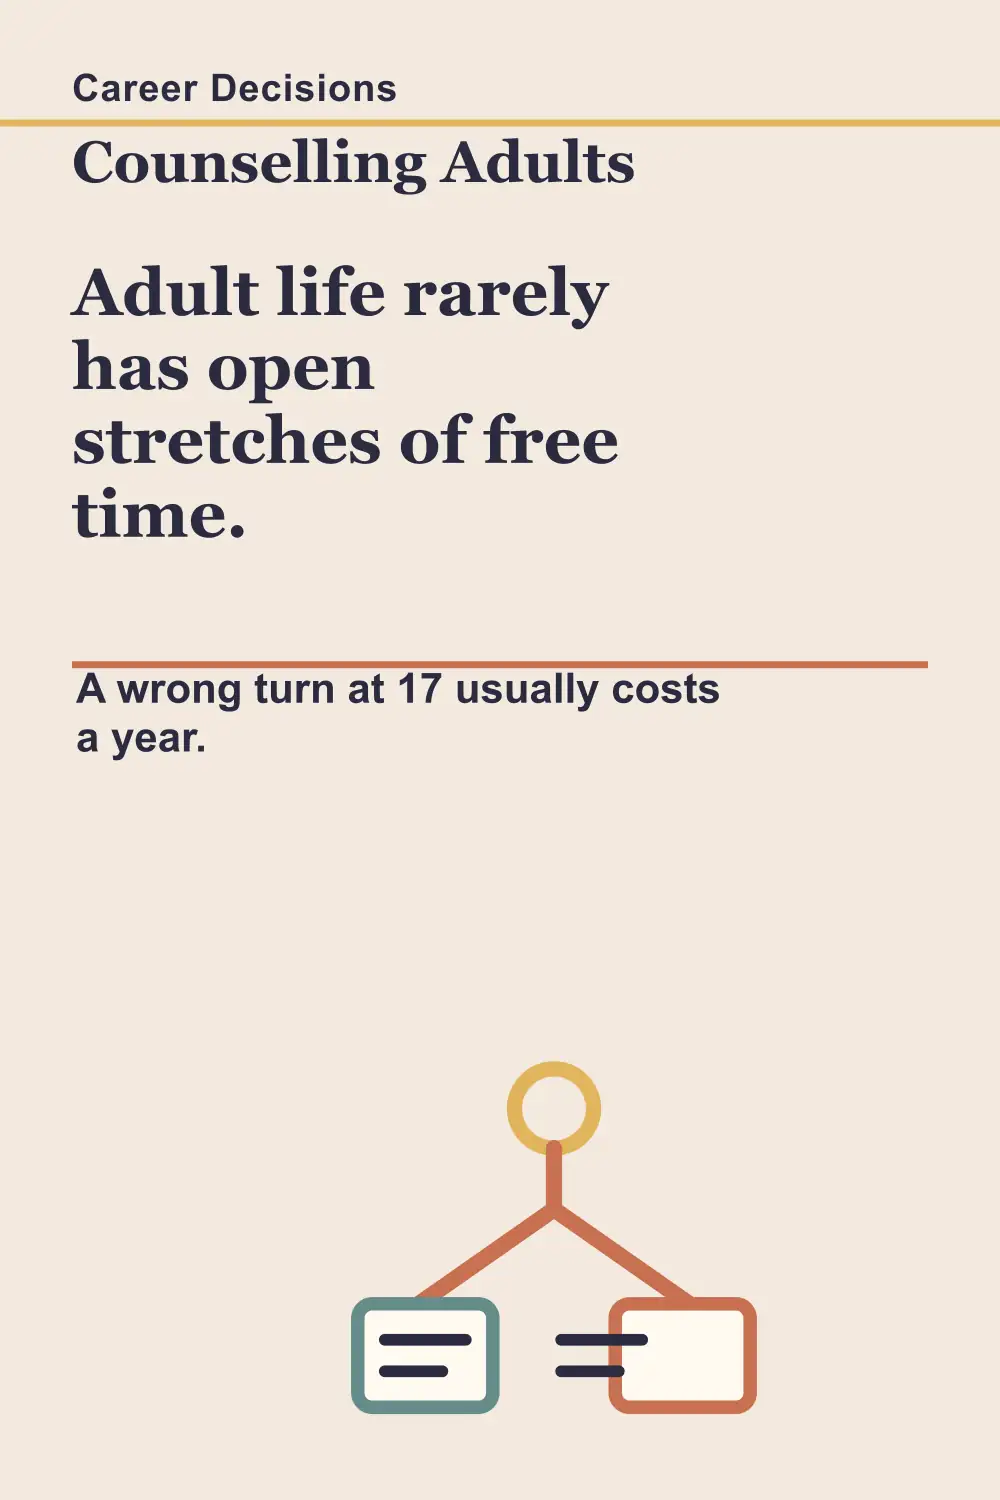 Career Decisions
Counselling Adults
Adult life rarely
has open
stretches of free
time.
A wrong turn at 17 usually costs
a year.